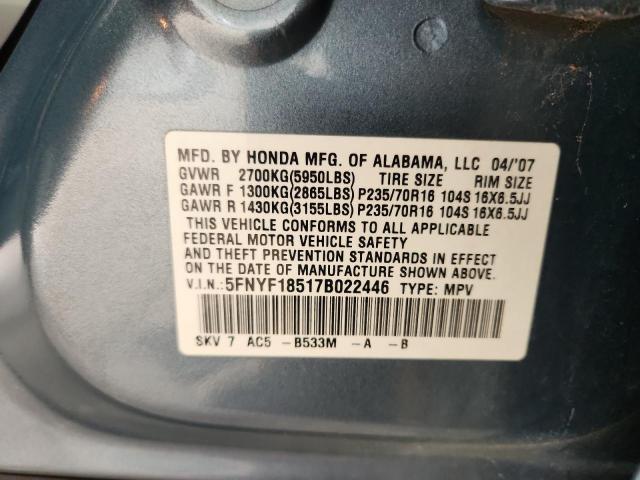 MFD. BY HONDA MFG. OF ALABAMA, LLC 04/'07
GVWR 2700KG(5950LBS) TIRE SIZE RIM SIZE
GAWR F 1300KG(2865LBS) P235/70R16 104S 16X6.5JJ
GAWR R 1430KG(3155LBS) P235/70R16 104S 16X6.5JJ
THIS VEHICLE CONFORMS TO ALL APPLICABLE
FEDERAL MOTOR VEHICLE SAFETY
AND THEFT PREVENTION STANDARDS IN EFFECT
ON THE DATE OF MANUFACTURE SHOWN ABOVE.
V.I.N.: 5FNYF18517B022446 TYPE: MPV
SKV 7 AC5 -B533M -A -B